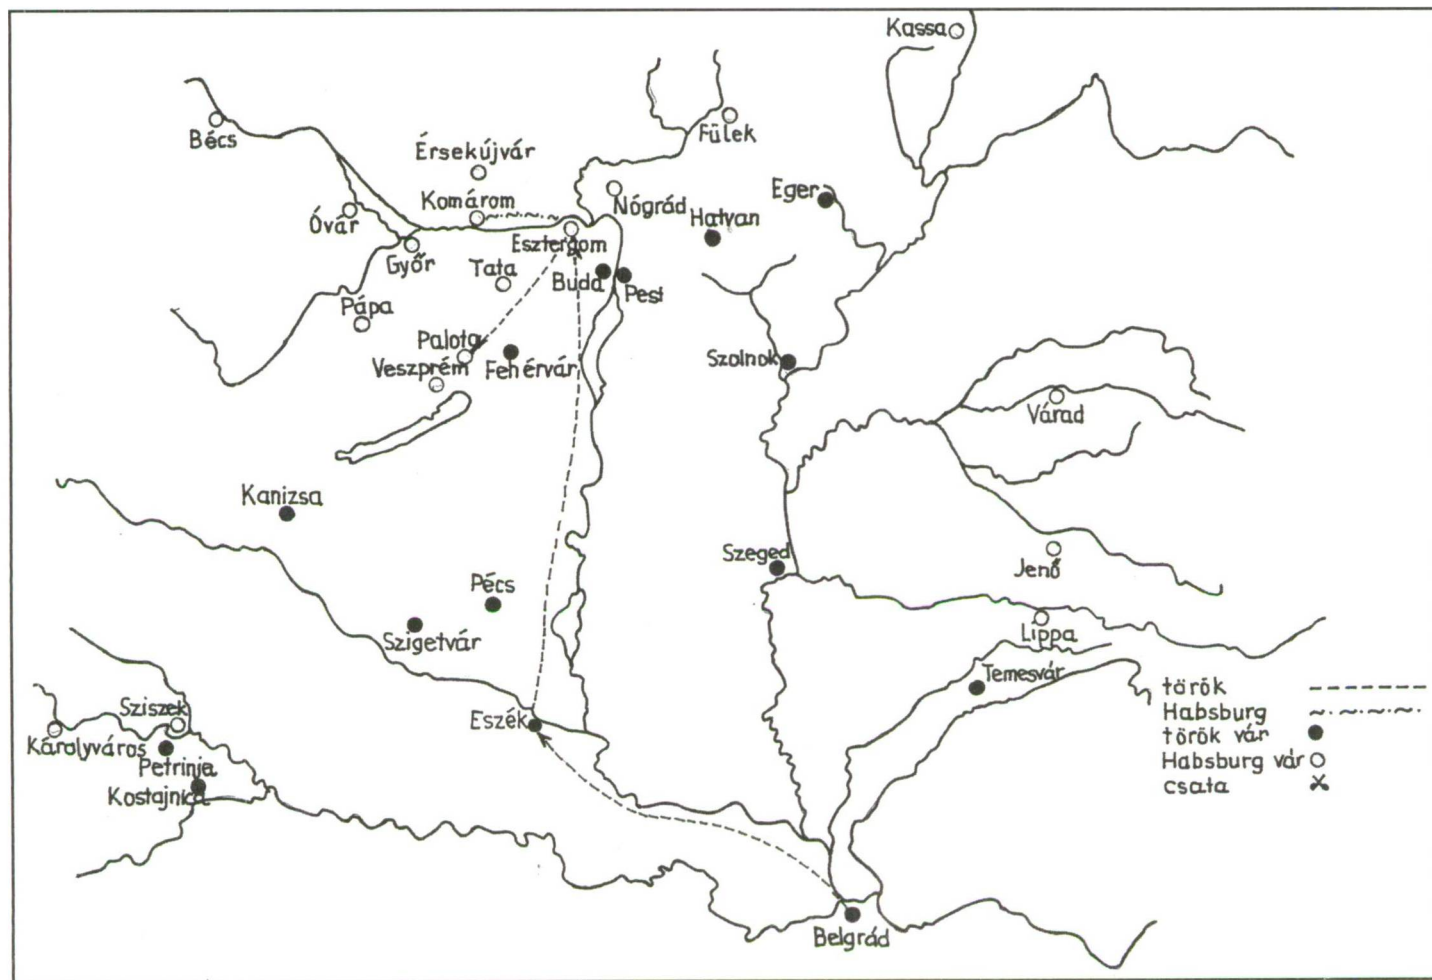 Kassa
Bécs
Fülek
Érsekújvár
Komárom
Eger
Nógrád
Hatvan
Óvár
Győr
Esztergom
Tata
Buda
Pest
Pápa
Palota
Veszprém
Fehérvár
Szolnok
Várad
Kanizsa
Szeged
Jenő
Pécs
Szigetvár
Lippa
Temesvár
Eszék
Sziszek
Károlyváros
Petrinja
Kostajnica
török
Habsburg
török vár
Habsburg vár
csata
Belgrád